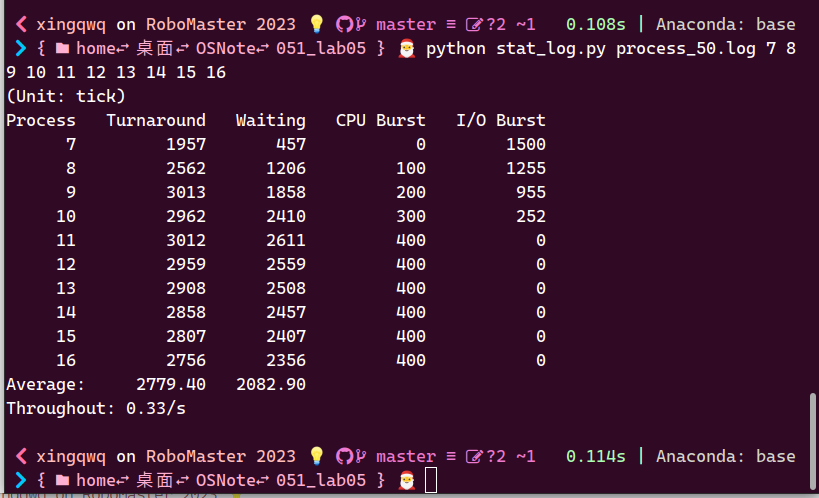 xingqwq on RoboMaster 2023 💡 master ≡ ?2 ~1 0.108s | Anaconda: base
{ home 桌面 OSNote 051_lab05 } 🎅 python stat_log.py process_50.log 7 8
9 10 11 12 13 14 15 16
(Unit: tick)
Process Turnaround Waiting CPU Burst I/O Burst
7 1957 457 0 1500
8 2562 1206 100 1255
9 3013 1858 200 955
10 2962 2410 300 252
11 3012 2611 400 0
12 2959 2559 400 0
13 2908 2508 400 0
14 2858 2457 400 0
15 2807 2407 400 0
16 2756 2356 400 0
Average: 2779.40 2082.90
Throughout: 0.33/s
xingqwq on RoboMaster 2023 💡 master ≡ ?2 ~1 0.114s | Anaconda: base
{ home 桌面 OSNote 051_lab05 } 🎅